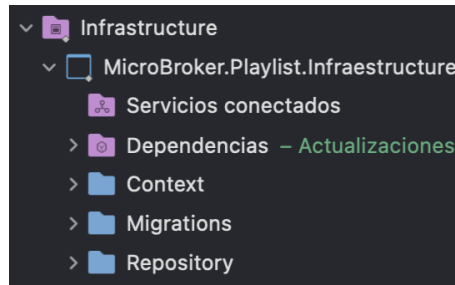 Infrastructure
MicroBroker.Playlist.Infraestructure
Servicios conectados
Dependencias – Actualizaciones
Context
Migrations
Repository